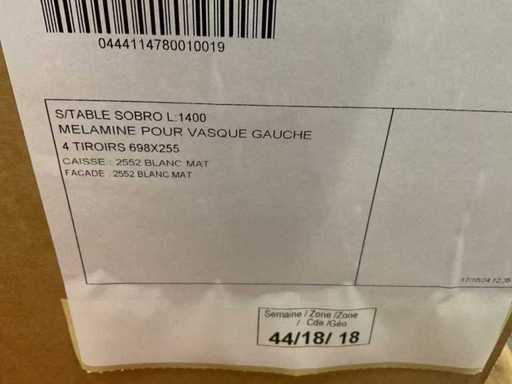 0444114780010019
S/TABLE SOBRO L:1400
MELAMINE POUR VASQUE GAUCHE
4 TIROIRS 698X255
CAISSE : 2552 BLANC MAT
FACADE : 2552 BLANC MAT
Semaine / Zone /Zone
/ Cde /Géo
44/18/ 18